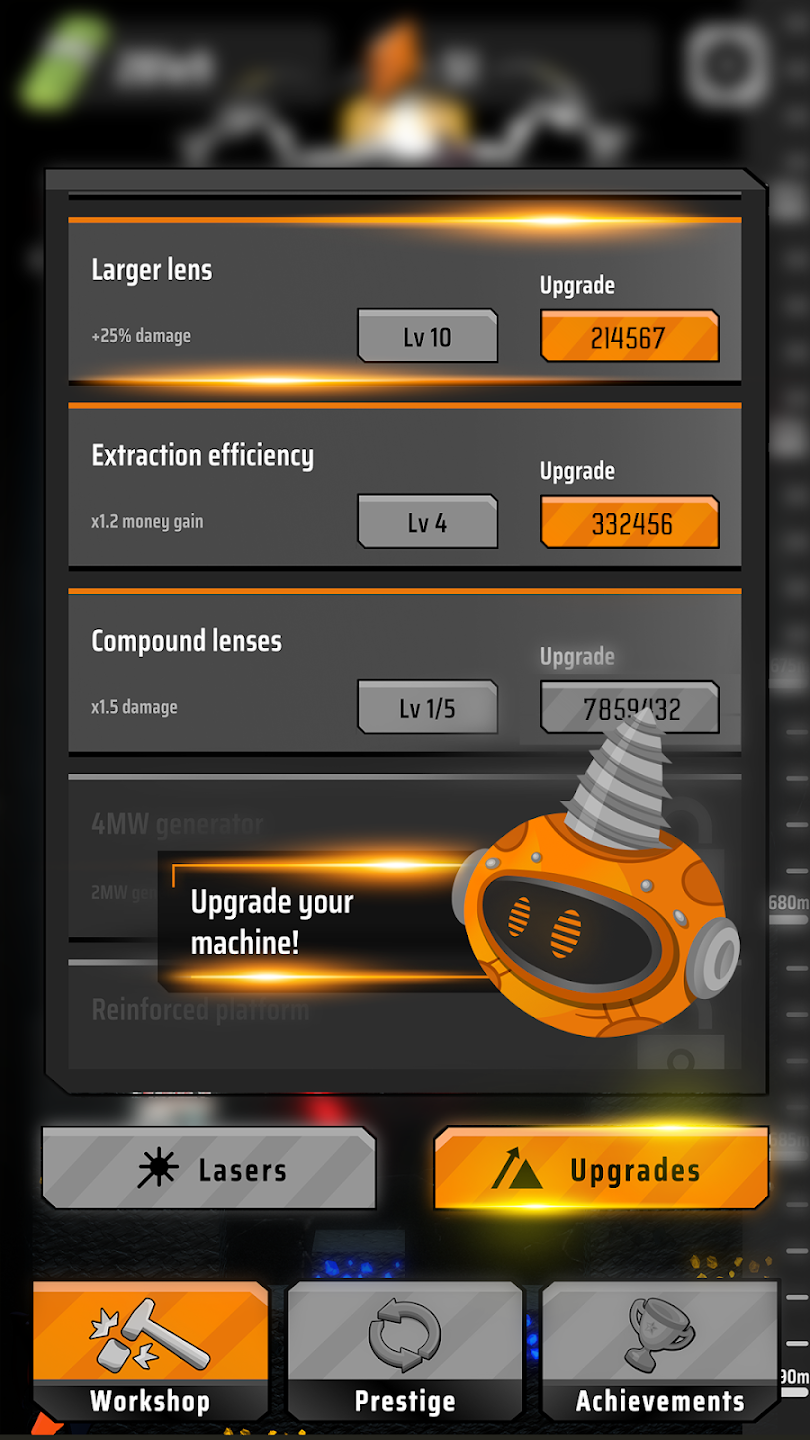 Larger lens
Upgrade
+25% damage
Lv 10
214567
Extraction efficiency
Upgrade
x1.2 money gain
Lv 4
332456
Compound lenses
Upgrade
x1.5 damage
Lv 1/5
4MW generator
2MW
Upgrade your
machine!
680m
Reinforced platform
Lasers
Upgrades
Workshop
Prestige
Achievements